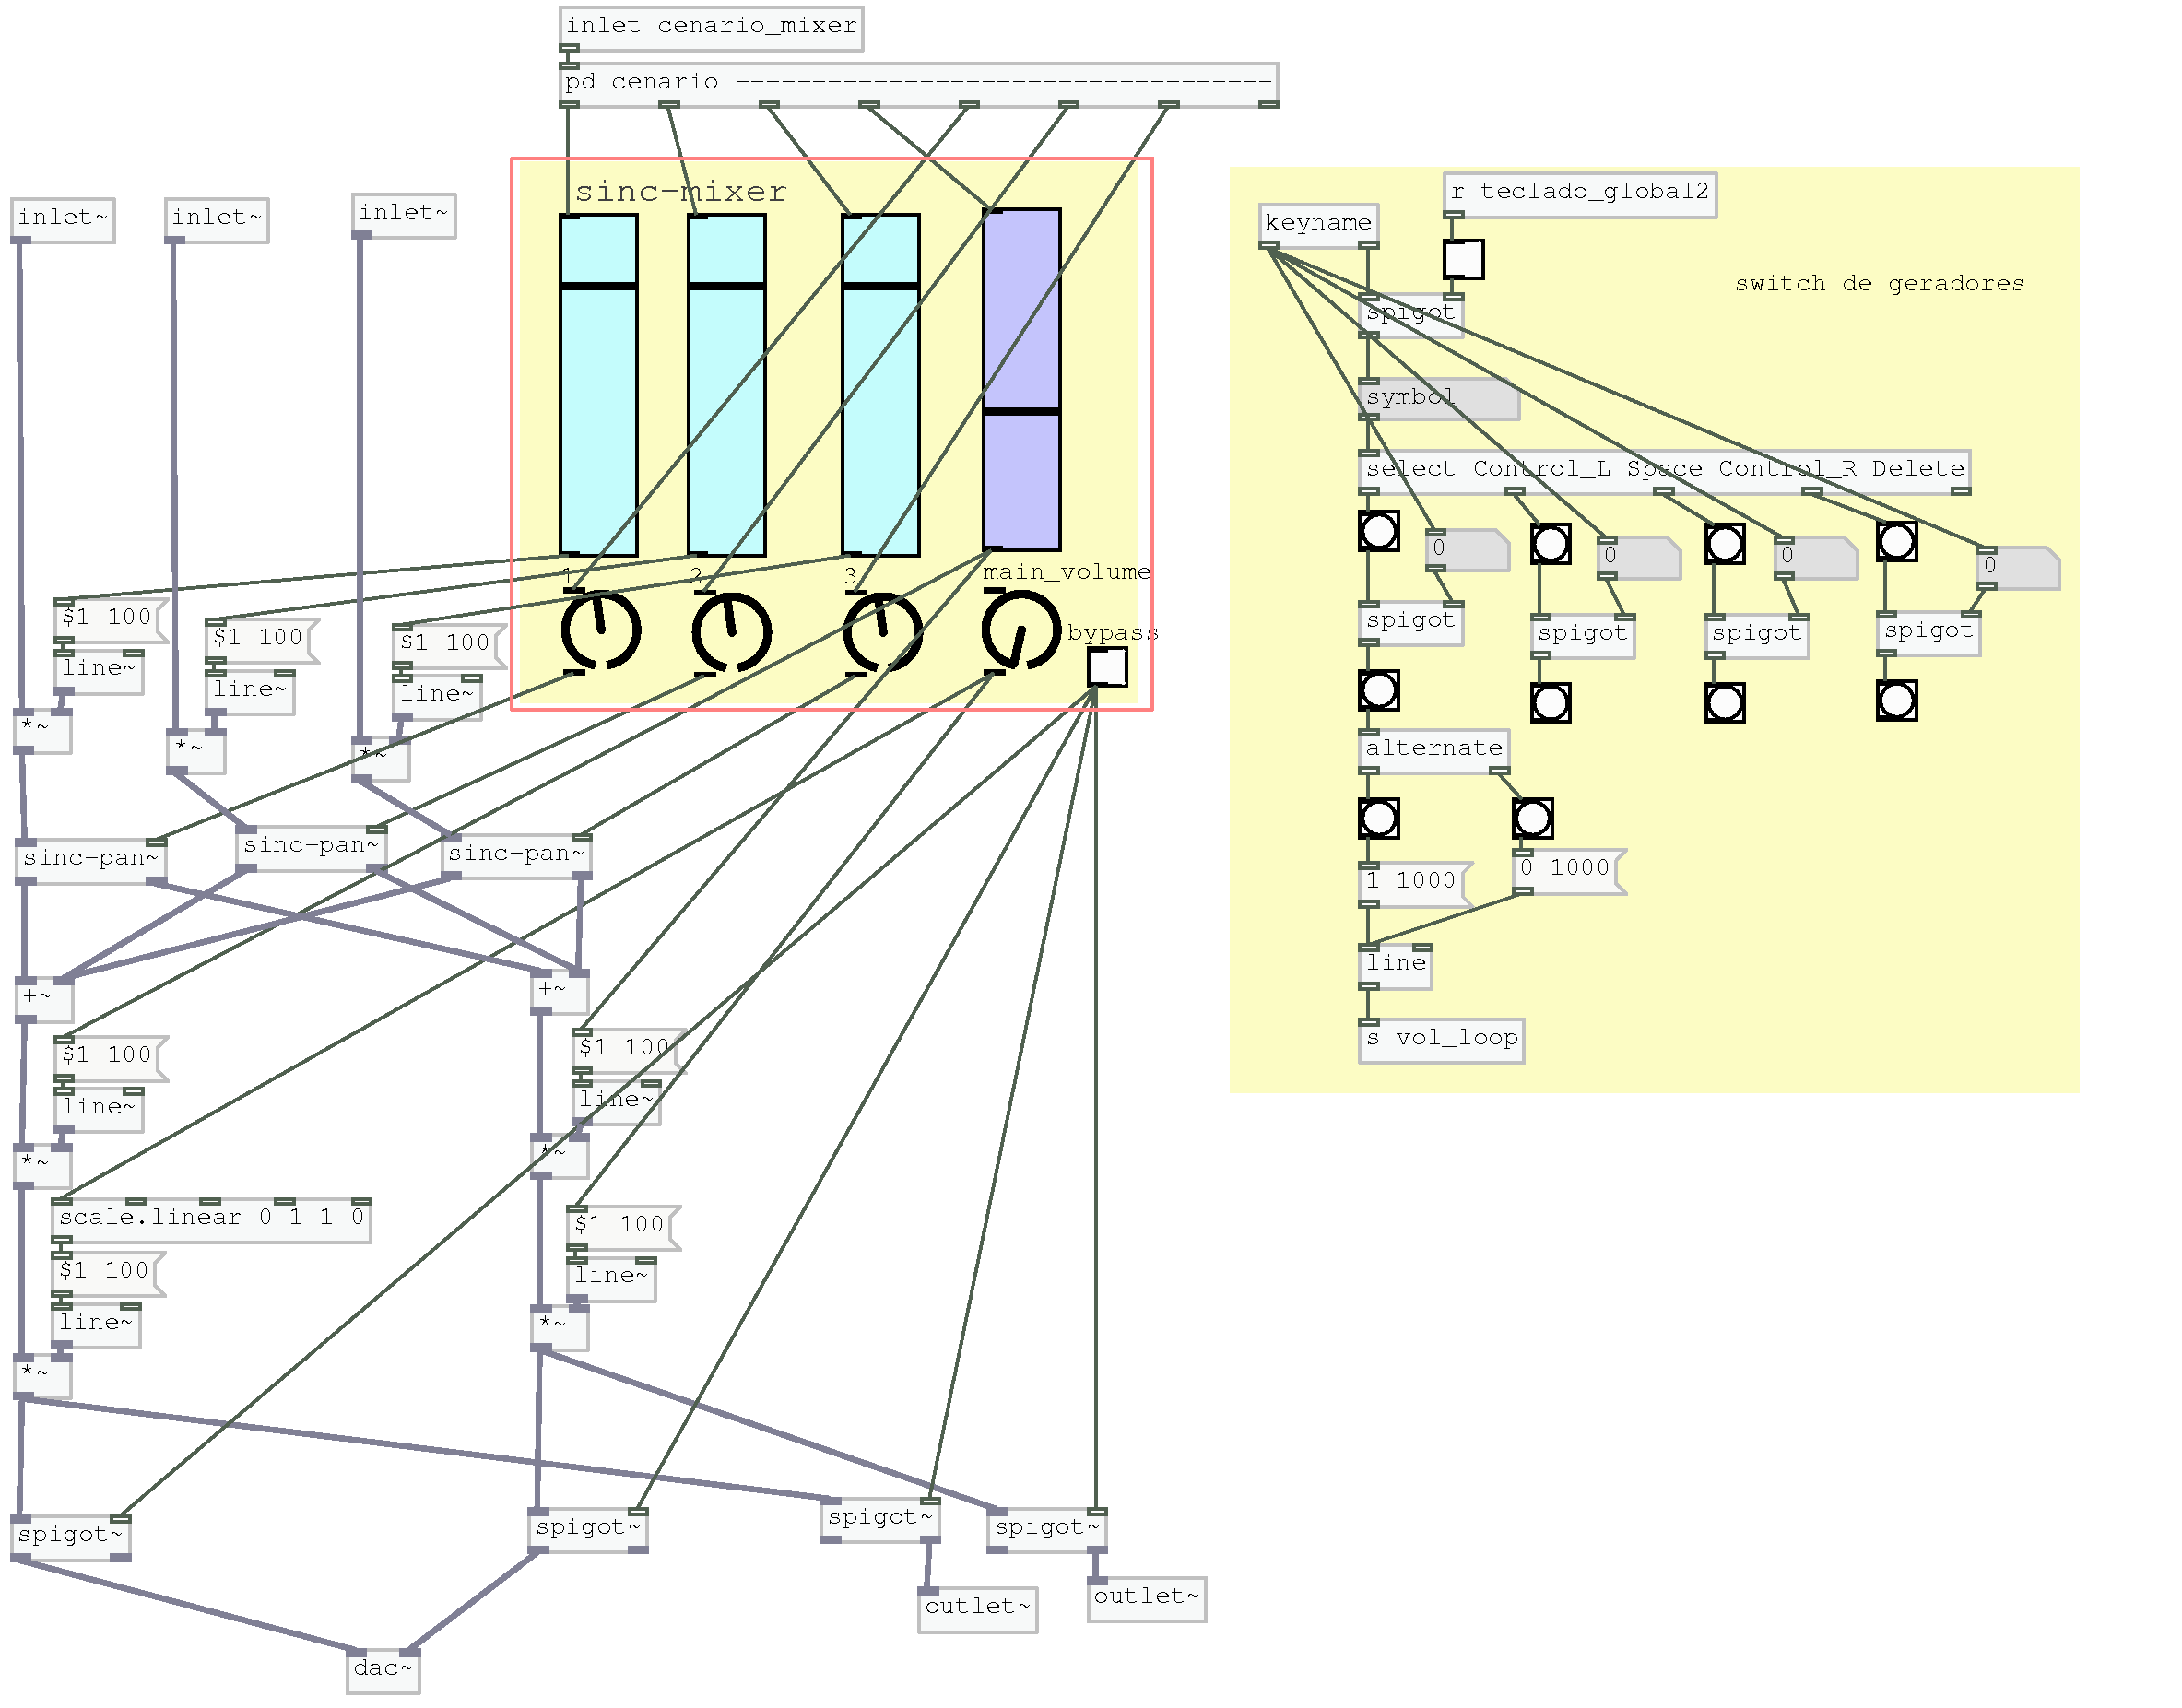 inlet cenario_mixer
pd cenario -----------------------------------
sinc-mixer
inlet~
inlet~
inlet~
1
2
3
main_volume
bypass
$1 100
line~
*~
$1 100
line~
*~
$1 100
line~
*~
sinc-pan~
sinc-pan~
sinc-pan~
+~
+~
$1 100
line~
*~
$1 100
line~
*~
scale.linear 0 1 1 0
$1 100
line~
*~
$1 100
line~
*~
spigot~
spigot~
spigot~
spigot~
outlet~
outlet~
dac~
r teclado_global2
keyname
switch de geradores
spigot
symbol
select Control_L Space Control_R Delete
0
0
0
0
spigot
spigot
spigot
spigot
alternate
1 1000
0 1000
line
s vol_loop